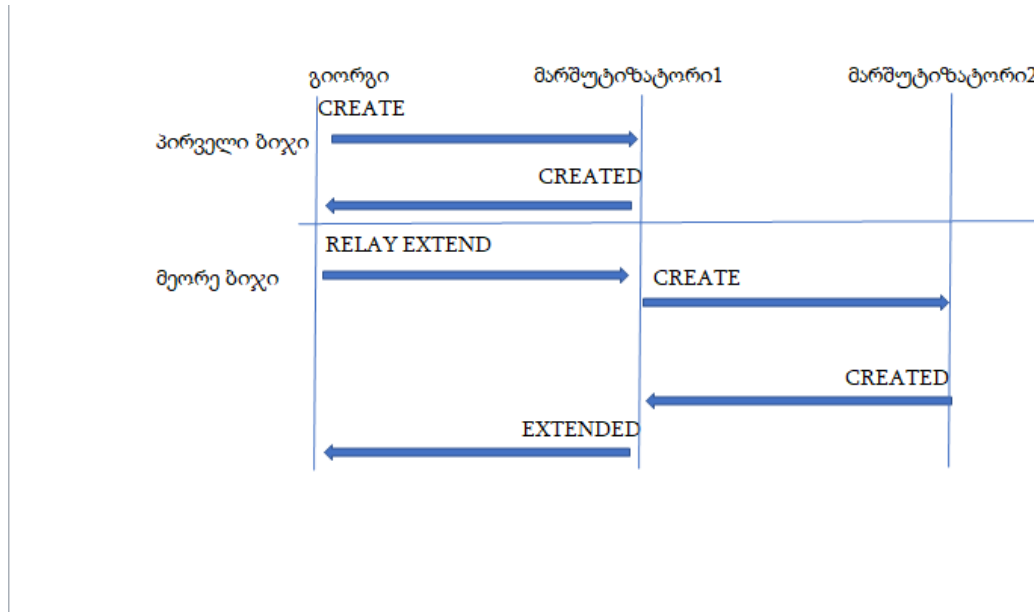 გიორგი მარშუტიზატორი1 მარშუტიზატორი2
CREATE
პირველი ბიჯი
CREATED
RELAY EXTEND
მეორე ბიჯი
CREATE
CREATED
EXTENDED